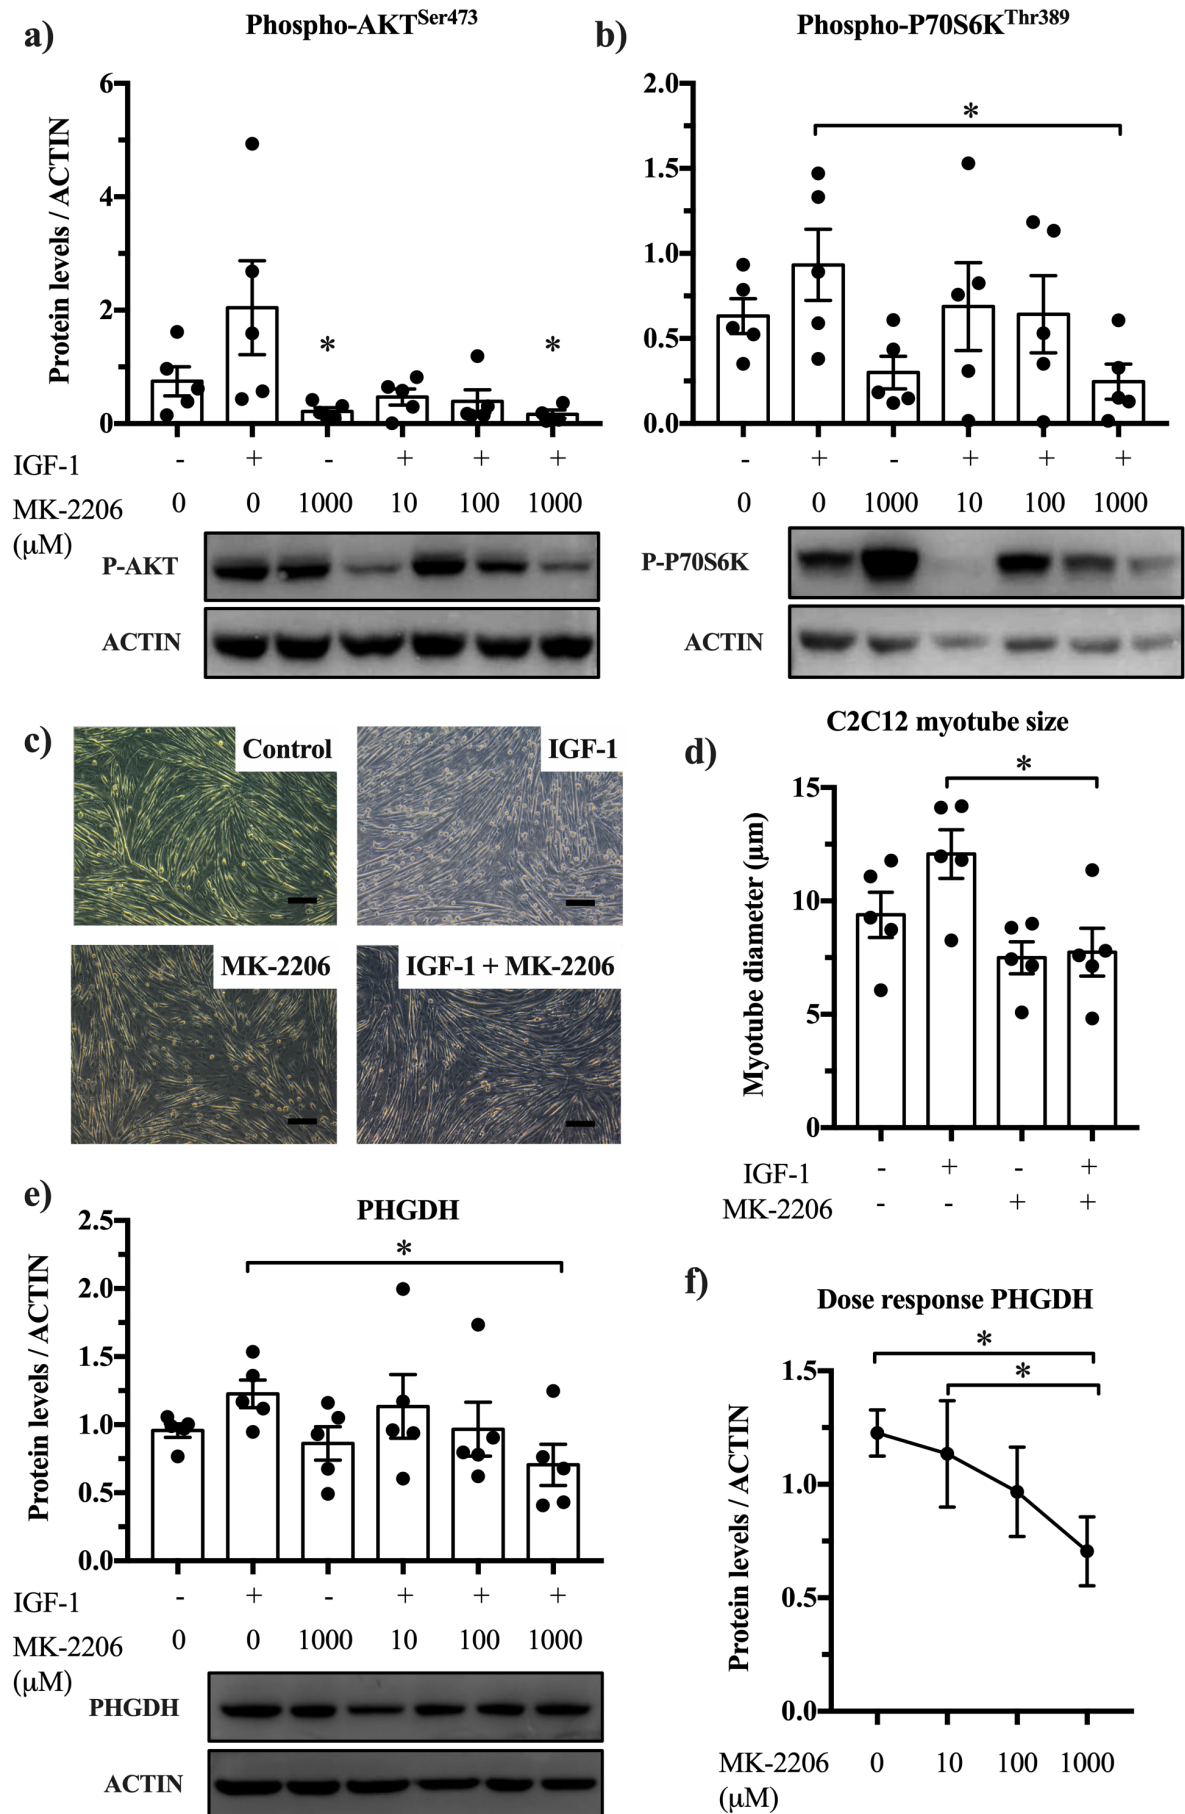 a)
Phospho-AKTSer473
Protein levels / ACTIN
6
4
2
0
*
*
IGF-1 - + - + + +
MK-2206 0 0 1000 10 100 1000
(μM)
P-AKT
ACTIN
b)
Phospho-P70S6KThr389
2.0
1.5
1.0
0.5
0.0
*
- + - + + +
0 0 1000 10 100 1000
P-P70S6K
ACTIN
c)
Control
IGF-1
MK-2206
IGF-1 + MK-2206
d)
C2C12 myotube size
Myotube diameter (μm)
15
10
5
0
*
IGF-1 - + - +
MK-2206 - - + +
e)
PHGDH
Protein levels / ACTIN
2.5
2.0
1.5
1.0
0.5
0.0
*
IGF-1 - + - + + +
MK-2206 0 0 1000 10 100 1000
(μM)
PHGDH
ACTIN
f)
Dose response PHGDH
Protein levels / ACTIN
*
*
1.5
1.0
0.5
0.0
MK-2206 0 10 100 1000
(μM)